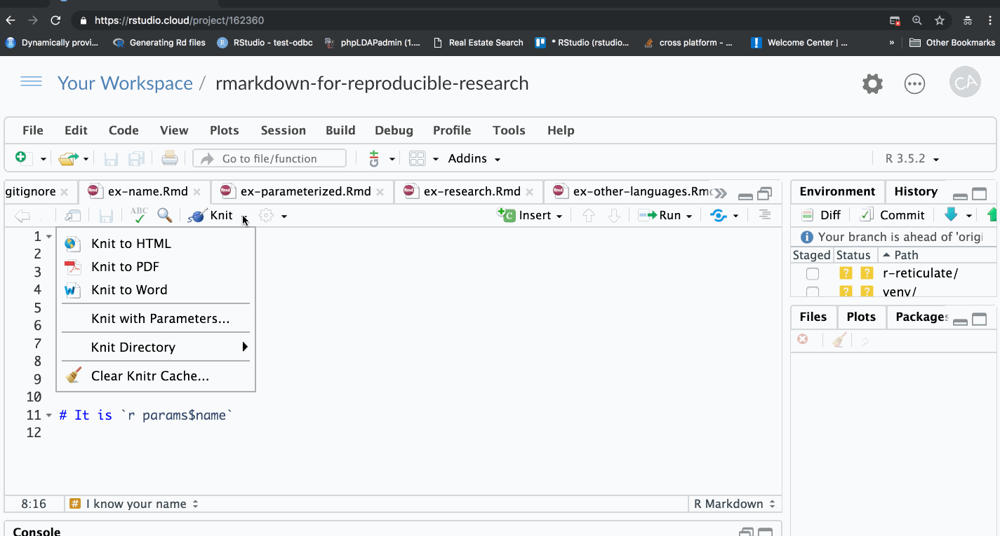 https://rstudio.cloud/project/162360
Dynamically provi... Generating Rd files RStudio - test-odbc phpLDAPadmin (1.... Real Estate Search * RStudio (rstudio... cross platform - ... Welcome Center | ... » Other Bookmarks
Your Workspace / rmarkdown-for-reproducible-research
CA
File Edit Code View Plots Session Build Debug Profile Tools Help
Go to file/function Addins R 3.5.2
gitignore ex-name.Rmd ex-parameterized.Rmd ex-research.Rmd ex-other-languages.Rm
Environment History
ABC Knit Insert Run
Diff Commit
Your branch is ahead of 'origi
Staged Status Path
r-reticulate/
venv/
1
2
3
4
5
6
7
8
9
10
11 # It is `r params$name`
12
Knit to HTML
Knit to PDF
Knit to Word
Knit with Parameters...
Knit Directory
Clear Knitr Cache...
Files Plots Packages
8:16 # I know your name R Markdown
Console